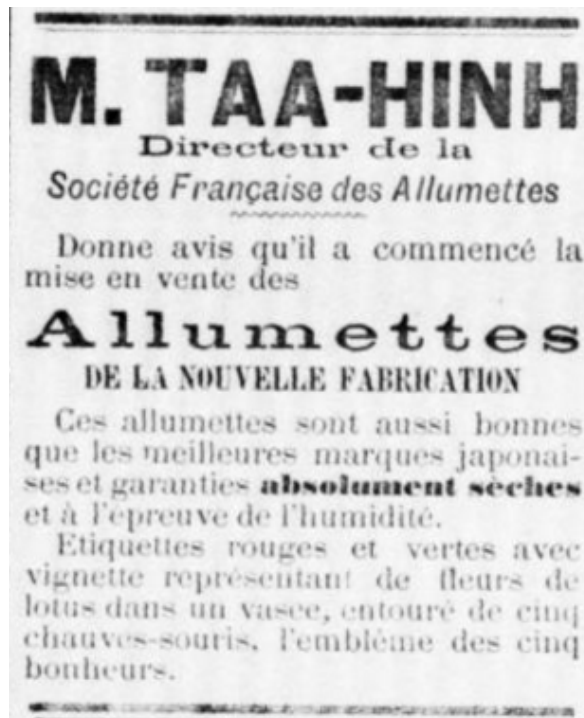 M. TAA-HINH
Directeur de la
Société Française des Allumettes
Donne avis qu'il a commencé la
mise en vente des
Allumettes
DE LA NOUVELLE FABRICATION
Ces allumettes sont aussi bonnes
que les meilleures marques japonai-
ses et garanties absolument sèches
et à l'épreuve de l'humidité.
Etiquettes rouges et vertes avec
vignette représentant de fleurs de
lotus dans un vasce, entouré de cinq
chauves-souris, l'emblême des cinq
bonheurs.